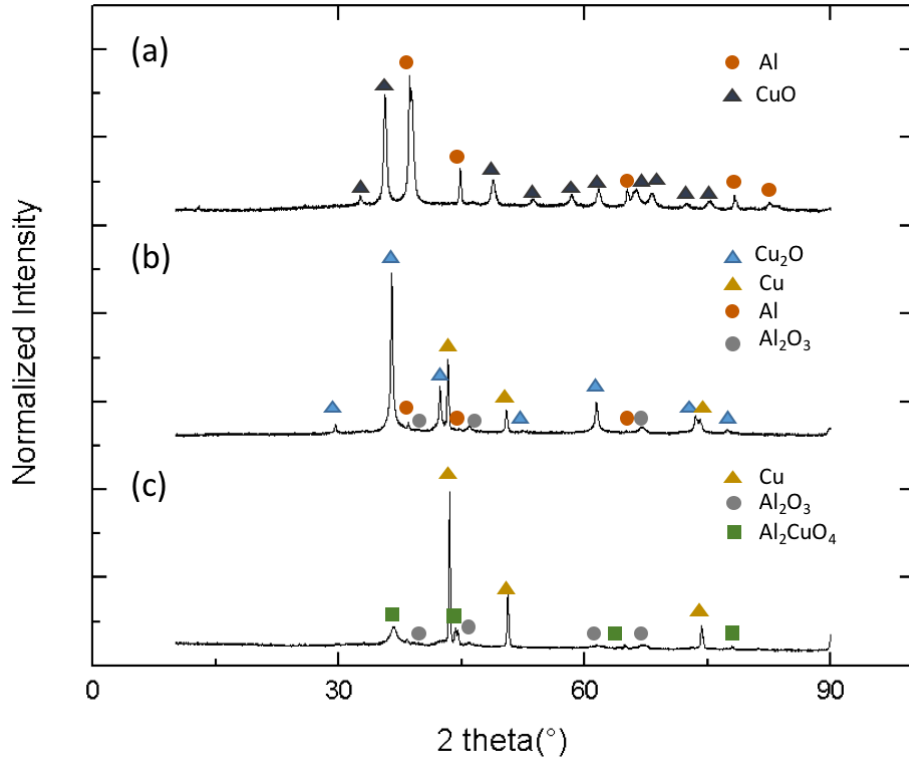 (a)
Al
CuO
(b)
Cu₂O
Cu
Al
Al₂O₃
(c)
Cu
Al₂O₃
Al₂CuO₄
Normalized Intensity
0 30 60 90
2 theta(°)